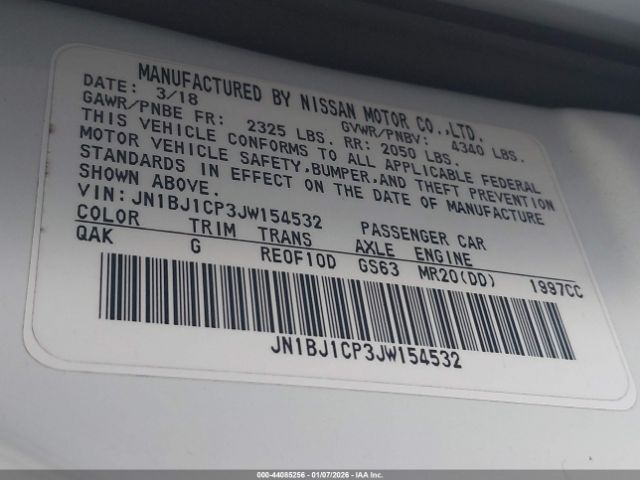 MANUFACTURED BY NISSAN MOTOR CO.,LTD.
DATE: 3/18
GAWR/PNBE FR: 2325 LBS. RR: 2050 LBS. GVWR/PNBV: 4340 LBS.
THIS VEHICLE CONFORMS TO ALL APPLICABLE FEDERAL
MOTOR VEHICLE SAFETY,BUMPER,AND THEFT PREVENTION
STANDARDS IN EFFECT ON THE DATE OF MANUFACTURE
SHOWN ABOVE.
VIN: JN1BJ1CP3JW154532 PASSENGER CAR
COLOR TRIM TRANS AXLE ENGINE
QAK G RE0F10D GS63 MR20(DD) 1997CC
JN1BJ1CP3JW154532
000-44085256 - 01/07/2026 - IAA Inc.